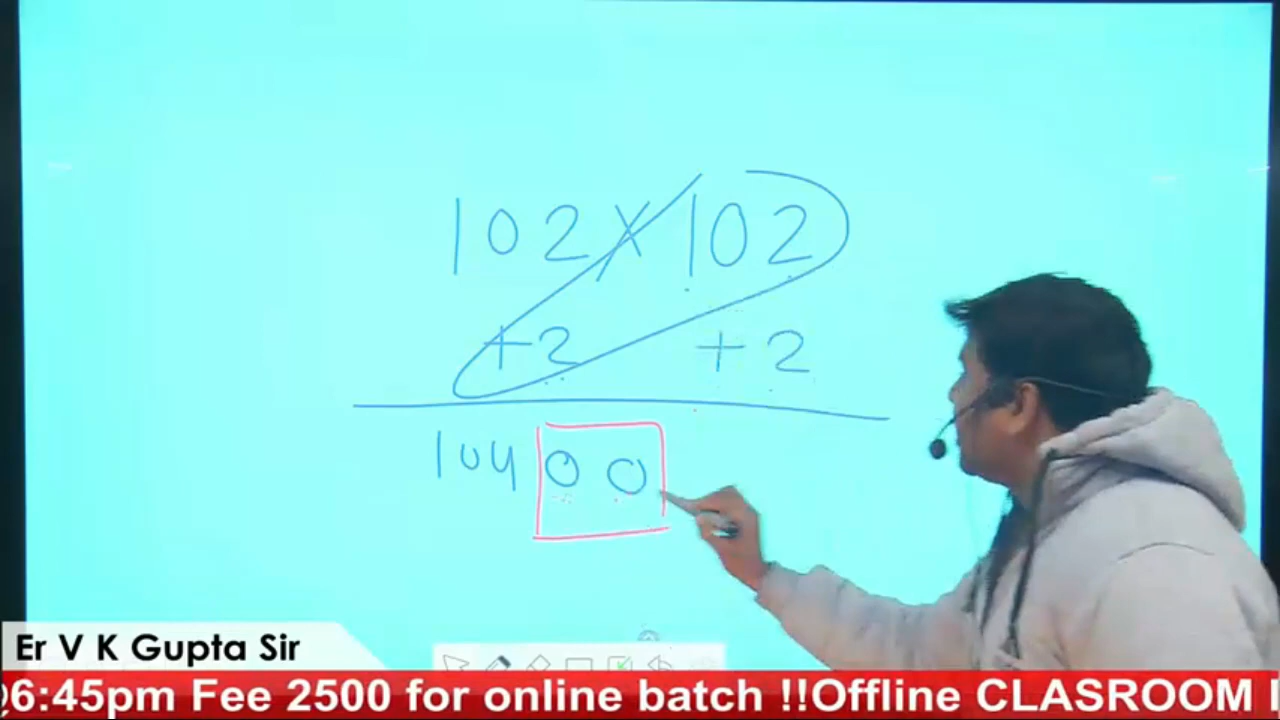 102 X 102
+2 +2
104 00
Er V K Gupta Sir
@6:45pm Fee 2500 for online batch !!Offline CLASROOM